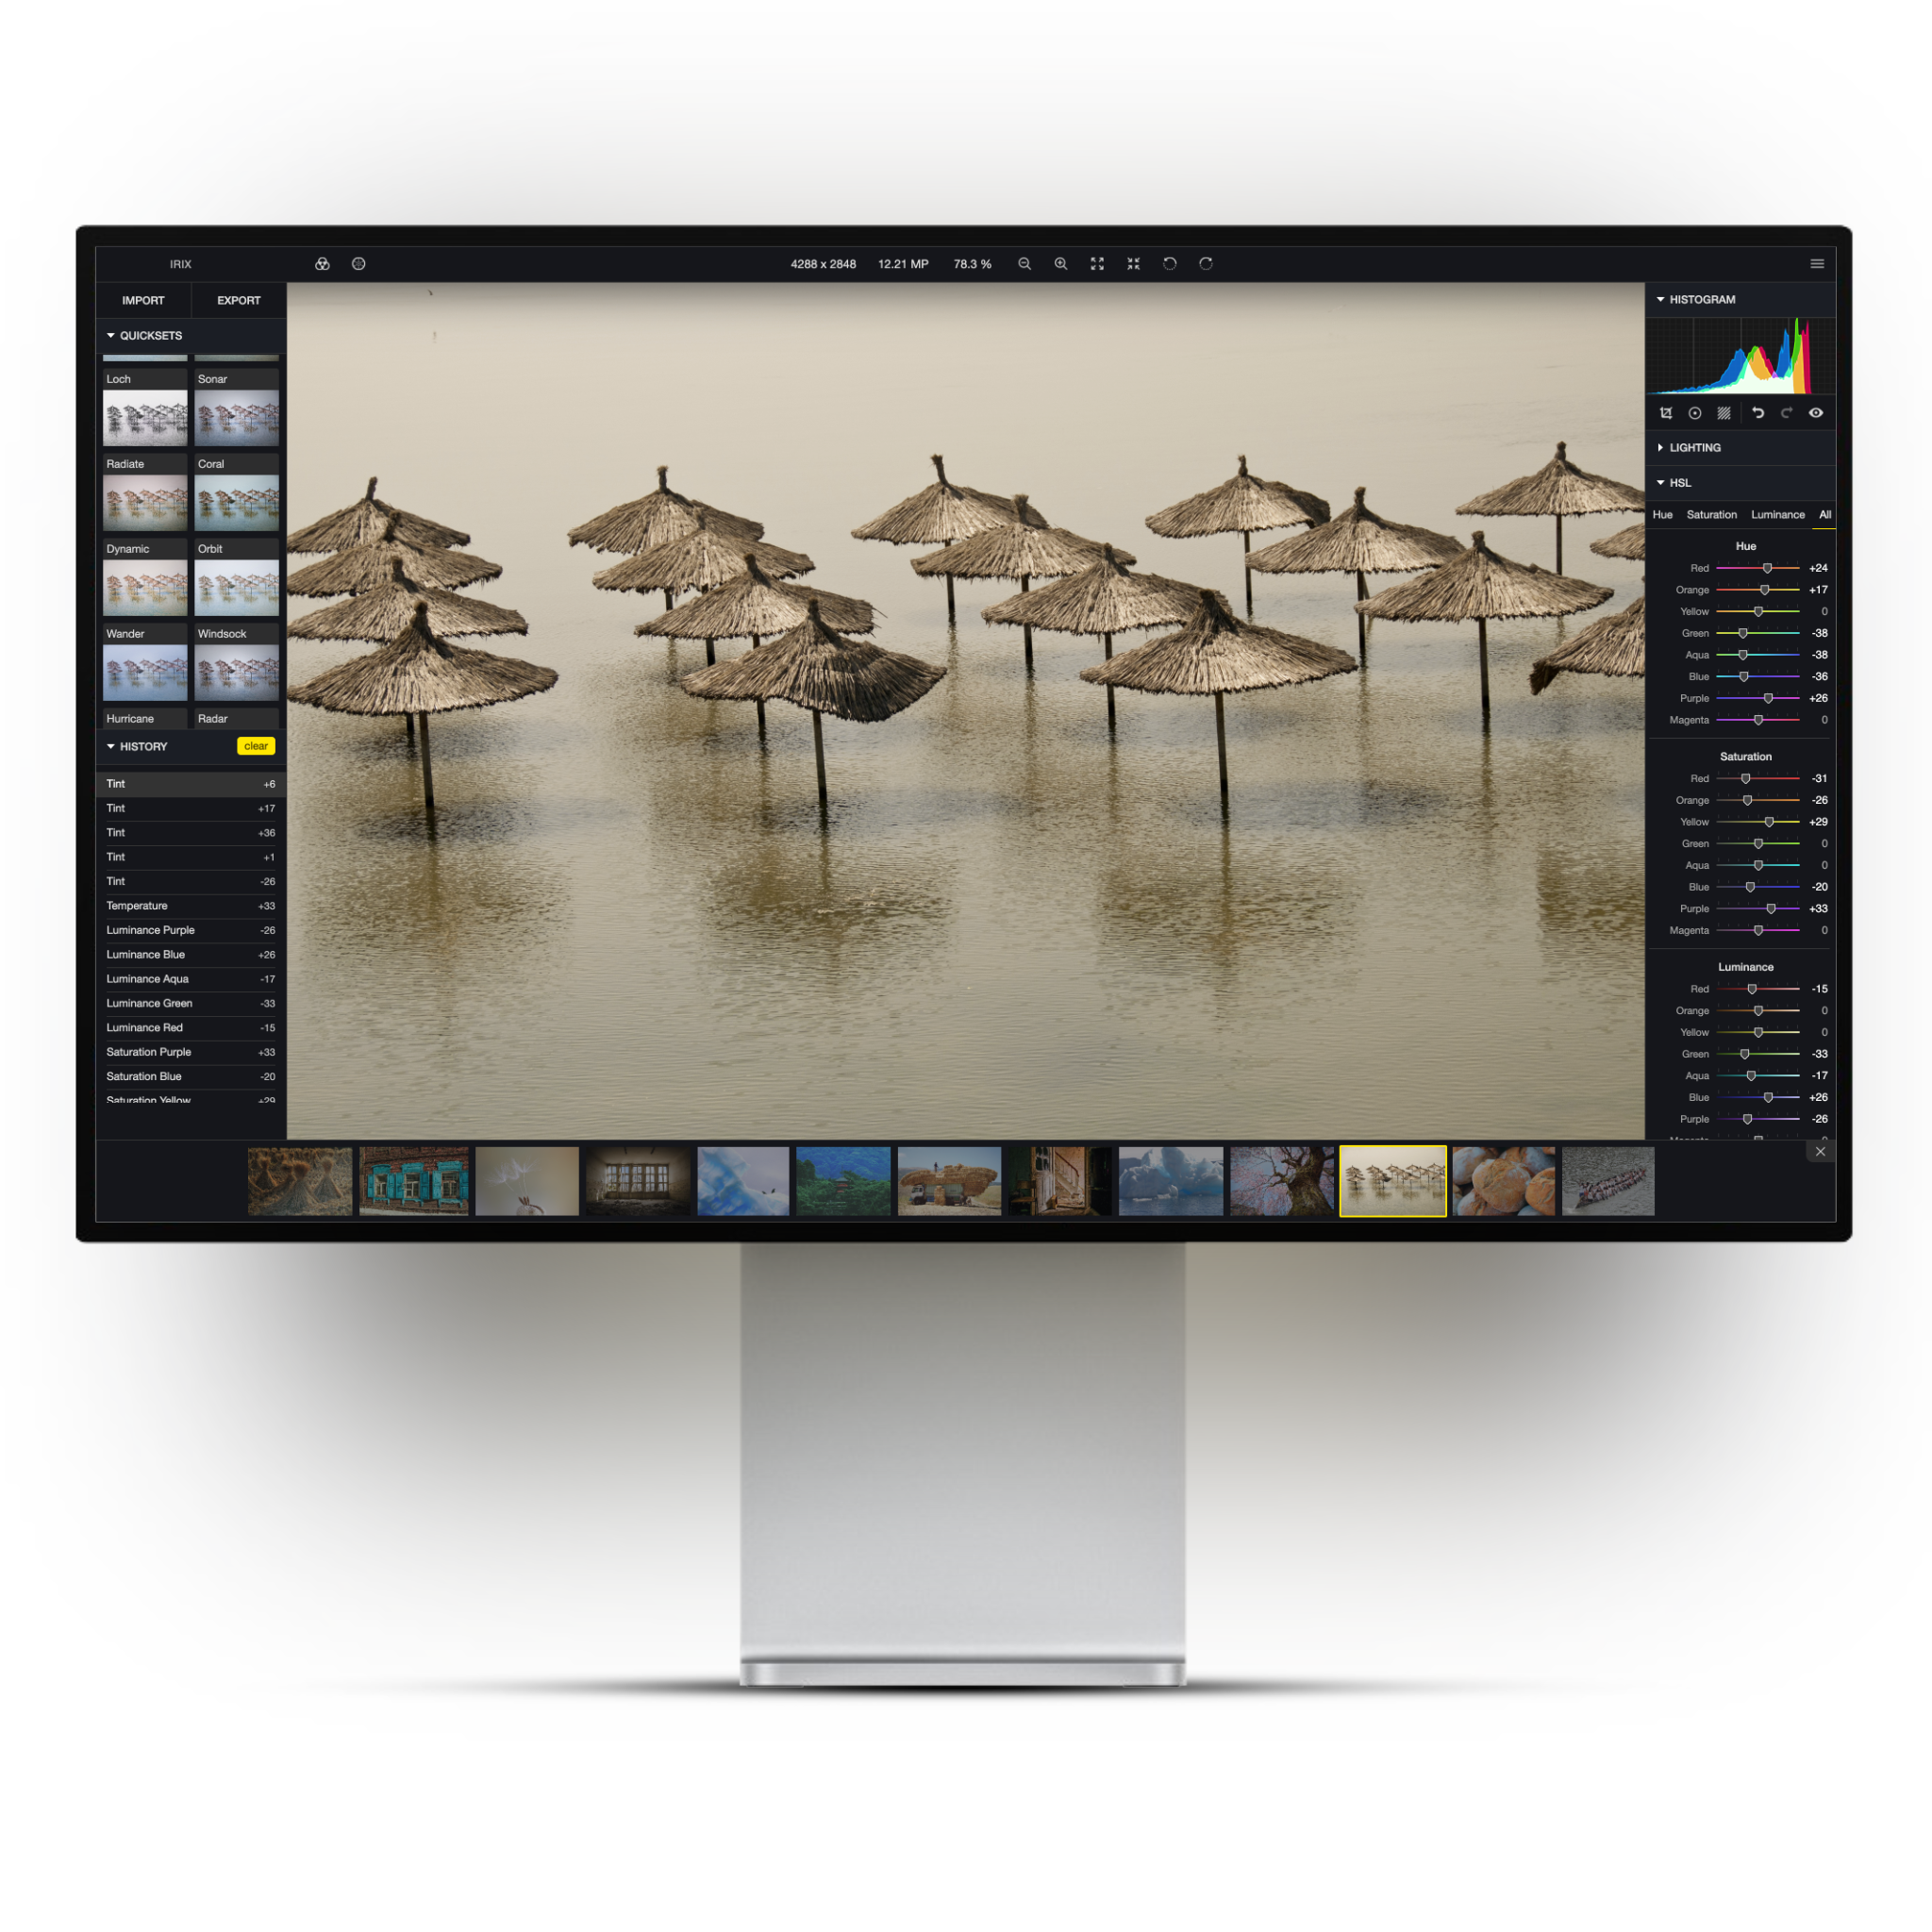 IRIX
4288 x 2848 12.21 MP 78.3 %
IMPORT EXPORT
QUICKSETS
Loch Sonar
Radiate Coral
Dynamic Orbit
Wander Windsock
Hurricane Radar
HISTORY clear
Tint +6
Tint +17
Tint +36
Tint +1
Tint -26
Temperature +33
Luminance Purple -26
Luminance Blue +26
Luminance Aqua -17
Luminance Green -33
Luminance Red -15
Saturation Purple +33
Saturation Blue -20
Saturation Yellow +29
HISTOGRAM
LIGHTING
HSL
Hue Saturation Luminance All
Hue
Red +24
Orange +17
Yellow 0
Green -38
Aqua -38
Blue -36
Purple +26
Magenta 0
Saturation
Red -31
Orange -26
Yellow +29
Green 0
Aqua 0
Blue -20
Purple +33
Magenta 0
Luminance
Red -15
Orange 0
Yellow 0
Green -33
Aqua -17
Blue +26
Purple -26
Magenta 0